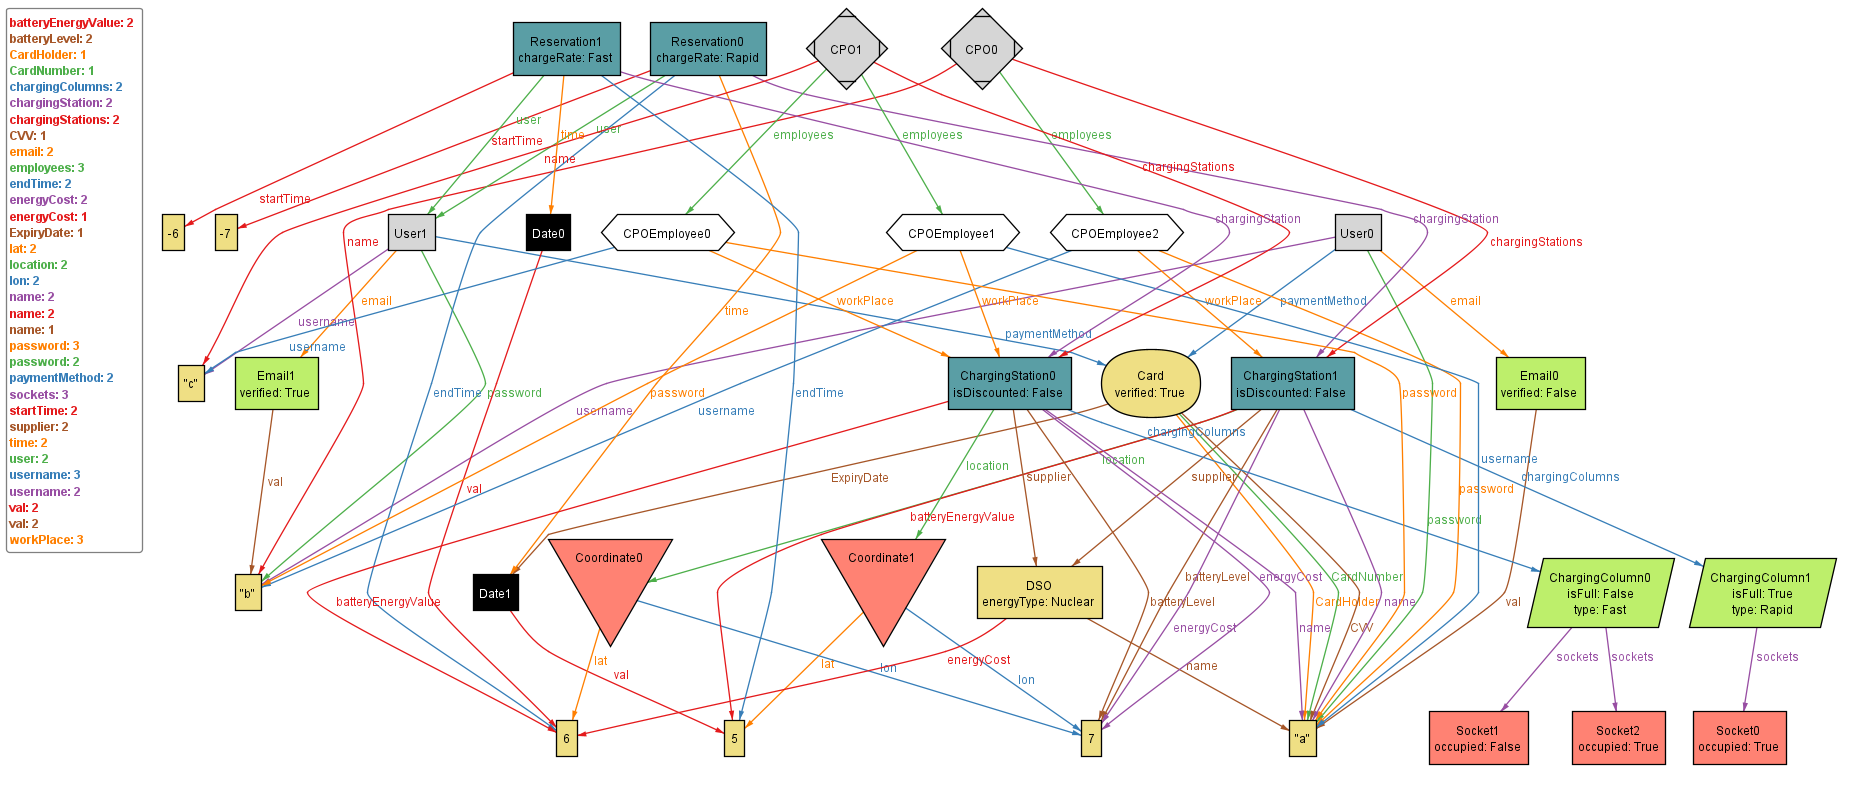 batteryEnergyValue: 2
batteryLevel: 2
CardHolder: 1
CardNumber: 1
chargingColumns: 2
chargingStation: 2
chargingStations: 2
CVV: 1
email: 2
employees: 3
endTime: 2
energyCost: 2
energyCost: 1
ExpiryDate: 1
lat: 2
location: 2
lon: 2
name: 2
name: 2
name: 1
password: 3
password: 2
paymentMethod: 2
sockets: 3
startTime: 2
supplier: 2
time: 2
user: 2
username: 3
username: 2
val: 2
val: 2
workPlace: 3
Reservation1
chargeRate: Fast
Reservation0
chargeRate: Rapid
CPO1
CPO0
user
time
user
employees
employees
employees
startTime
name
chargingStations
startTime
chargingStation
chargingStation
-6
-7
User1
Date0
CPOEmployee0
CPOEmployee1
CPOEmployee2
User0
name
chargingStations
email
workPlace
workPlace
workPlace
paymentMethod
email
time
username
username
paymentMethod
"c"
Email1
verified: True
ChargingStation0
isDiscounted: False
Card
verified: True
ChargingStation1
isDiscounted: False
Email0
verified: False
endTime
password
password
endTime
password
username
username
chargingColumns
val
val
location
supplier
ExpiryDate
location
supplier
username
chargingColumns
password
batteryEnergyValue
password
"b"
Date1
Coordinate0
Coordinate1
DSO
energyType: Nuclear
batteryLevel
energyCost
CardNumber
ChargingColumn0
isFull: False
type: Fast
ChargingColumn1
isFull: True
type: Rapid
batteryEnergyValue
batteryLevel
CardHolder
name
val
energyCost
name
CVV
lat
val
lon
lat
energyCost
lon
name
sockets
sockets
sockets
6
5
7
"a"
Socket1
occupied: False
Socket2
occupied: True
Socket0
occupied: True